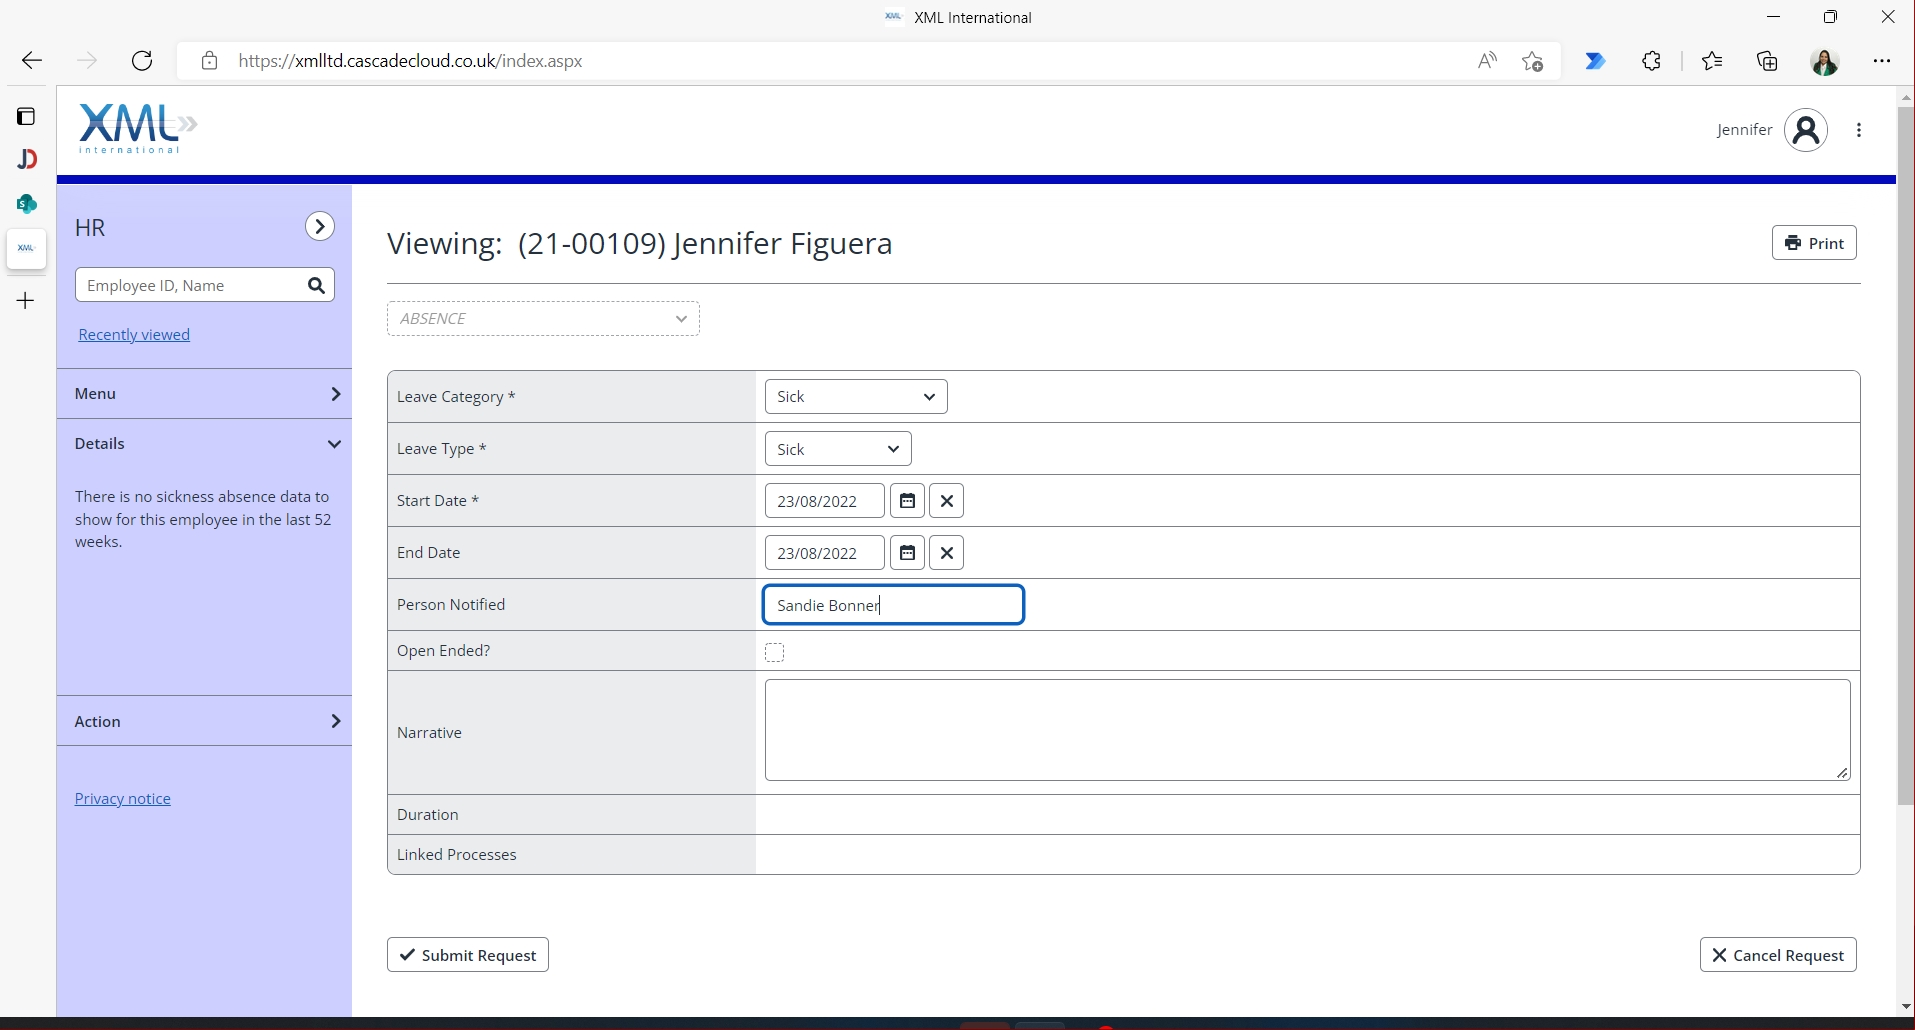 XML International
https://xmlltd.cascadecloud.co.uk/index.aspx
XML
international
Jennifer
HR
Employee ID, Name
Recently viewed
Menu
Details
There is no sickness absence data to
show for this employee in the last 52
weeks.
Action
Privacy notice
Viewing: (21-00109) Jennifer Figuera
Print
ABSENCE
Leave Category * Sick
Leave Type * Sick
Start Date * 23/08/2022
End Date 23/08/2022
Person Notified Sandie Bonner
Open Ended?
Narrative
Duration
Linked Processes
Submit Request
Cancel Request